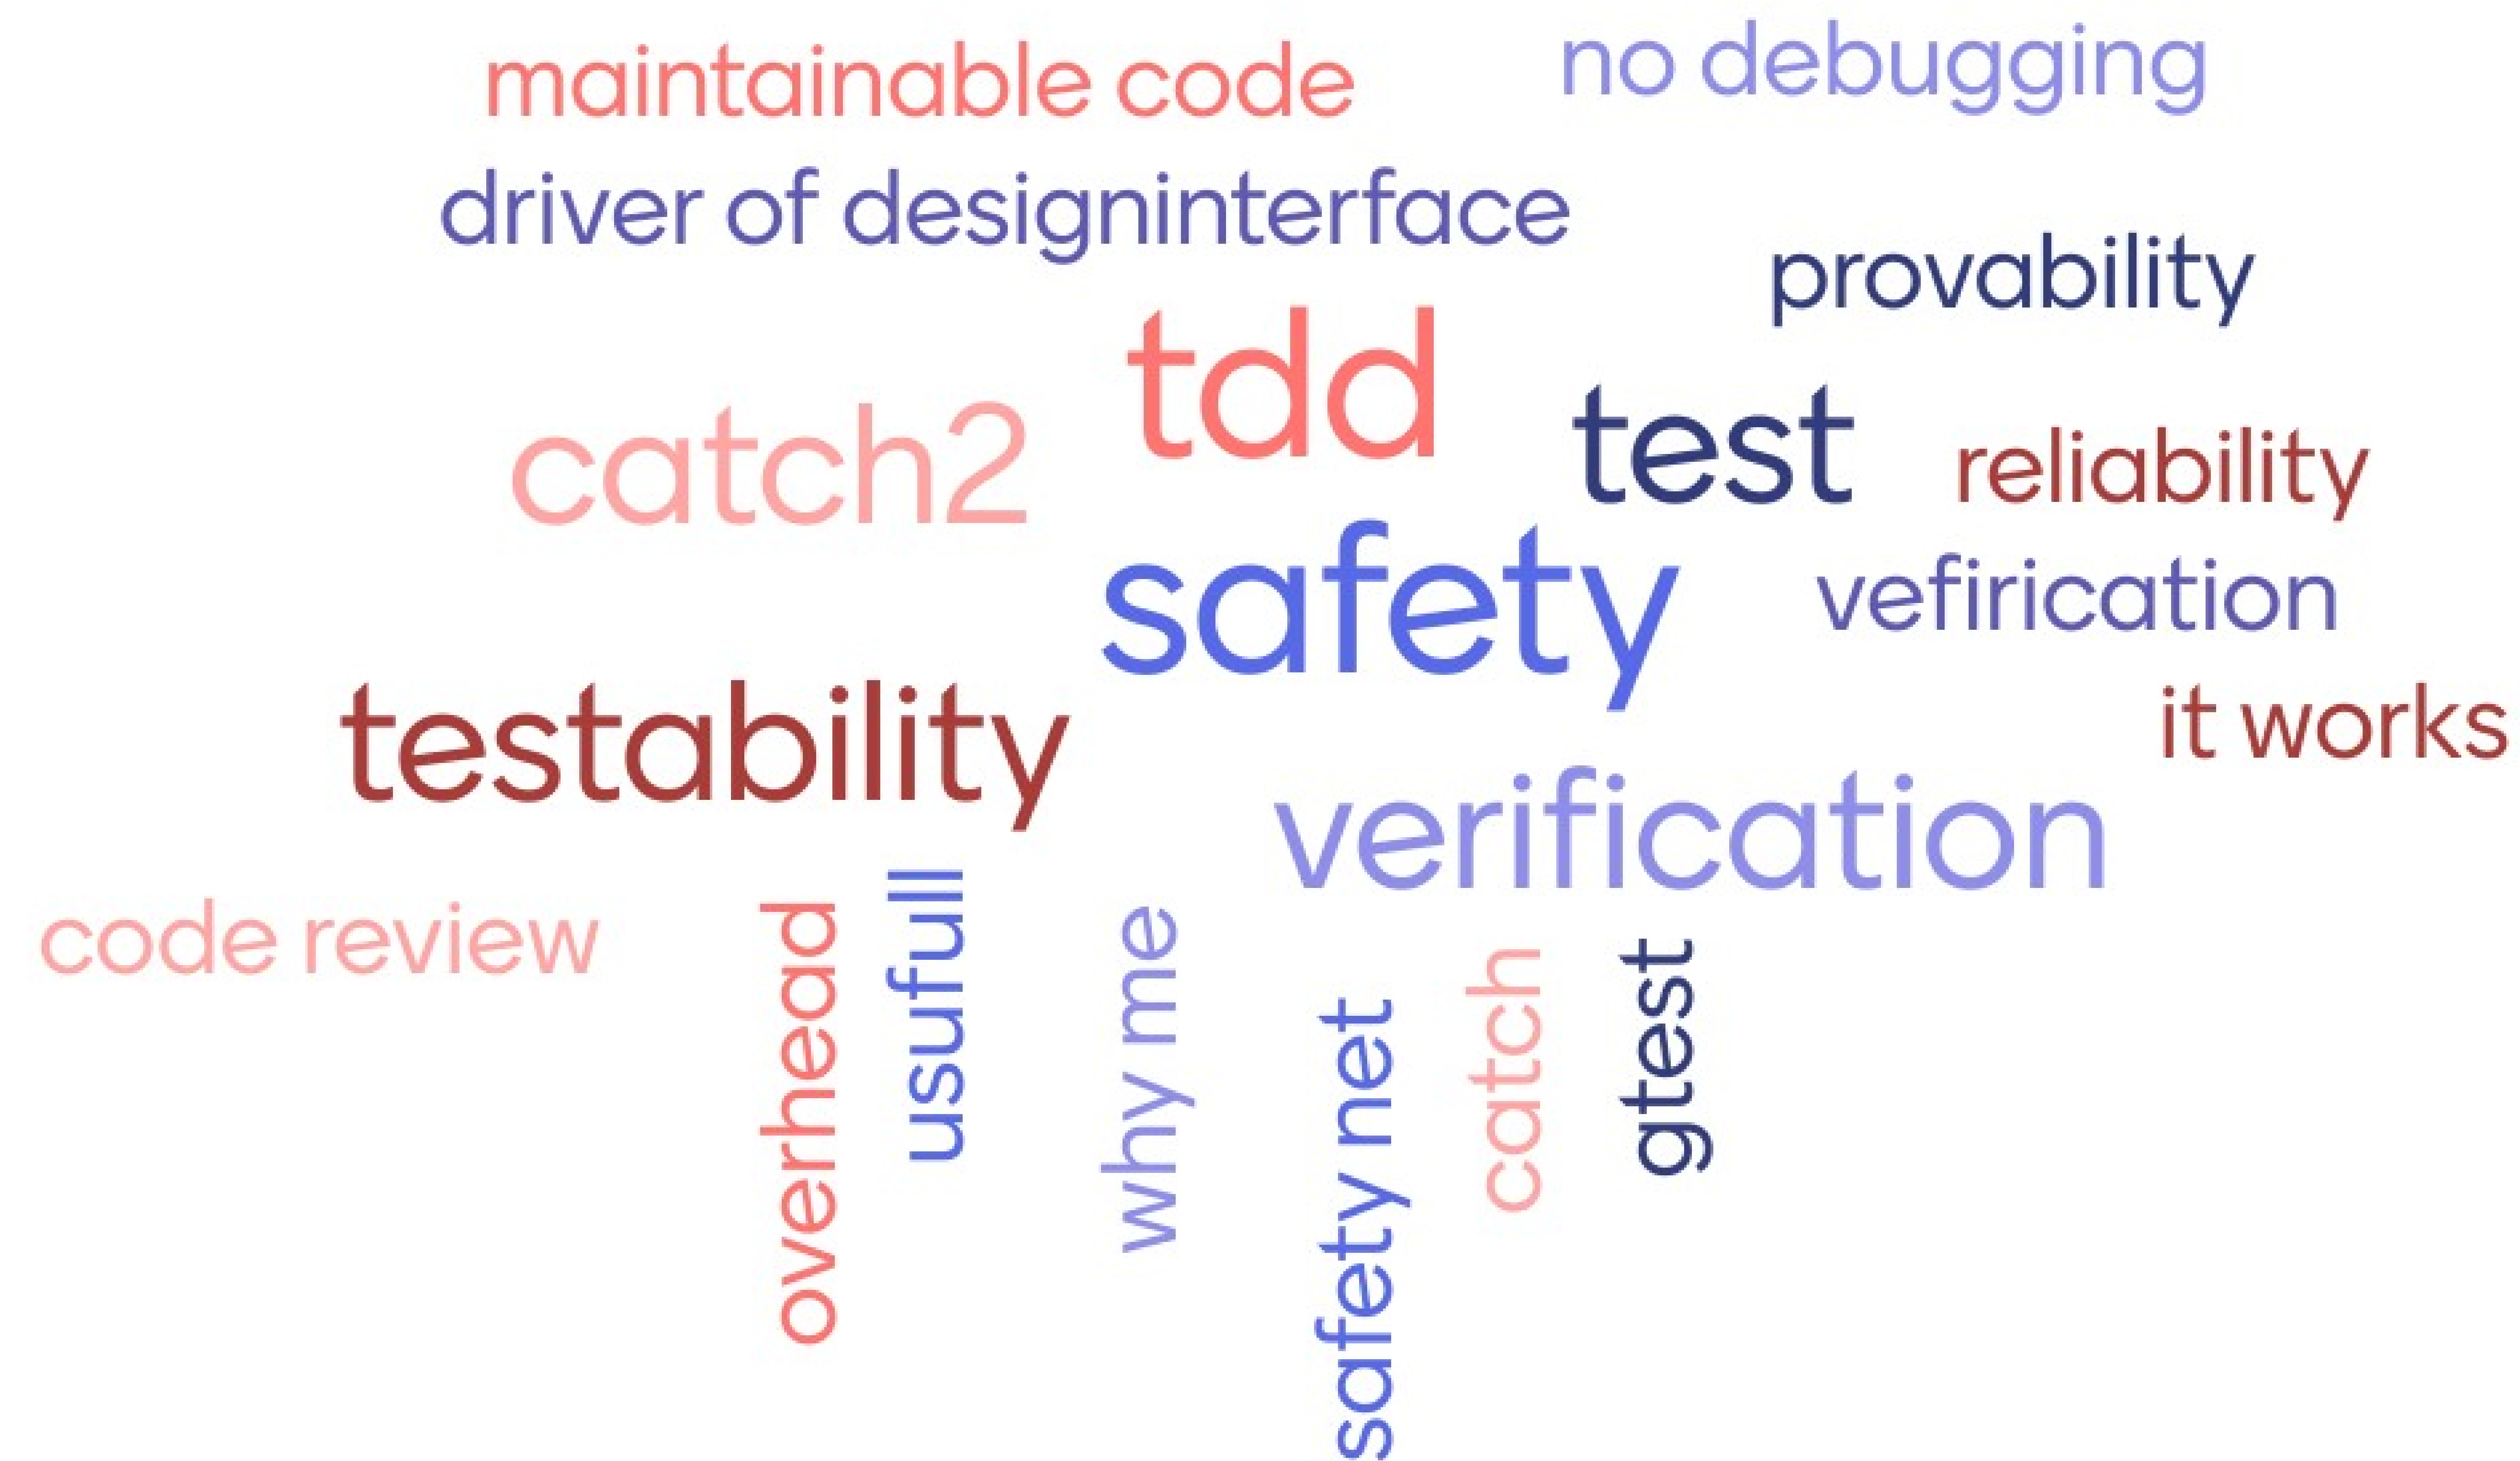 maintainable code
no debugging
driver of designinterface
provability
tdd
catch2
test
reliability
safety
vefirication
testability
it works
verification
code review
overhead
usufull
why me
safety net
catch
gtest